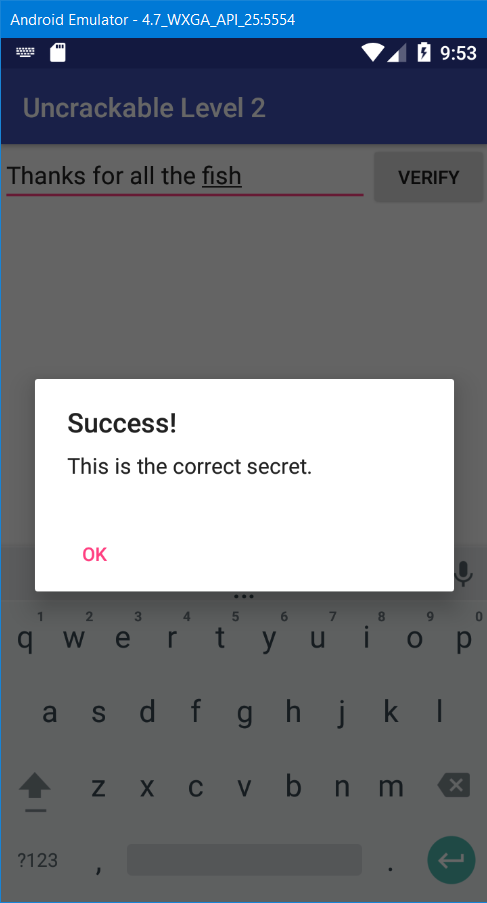 Android Emulator - 4.7_WXGA_API_25:5554
9:53
Uncrackable Level 2
Thanks for all the fish VERIFY
Success!
This is the correct secret.
OK
1 2 3 4 5 6 7 8 9 0
q w e r t y u i o p
a s d f g h j k l
z x c v b n m
?123 , .